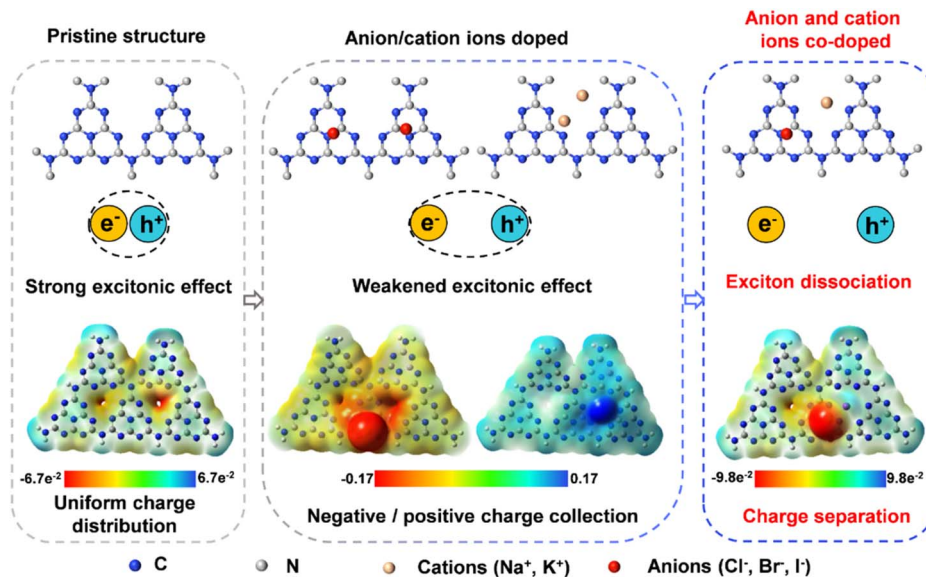 Pristine structure
Anion/cation ions doped
Anion and cation
ions co-doped
e⁻ h⁺
e⁻ h⁺
e⁻ h⁺
Strong excitonic effect
Weakened excitonic effect
Exciton dissociation
-6.7e⁻² 6.7e⁻²
-0.17 0.17
-9.8e⁻² 9.8e⁻²
Uniform charge
distribution
Negative / positive charge collection
Charge separation
C N Cations (Na⁺, K⁺) Anions (Cl⁻, Br⁻, I⁻)